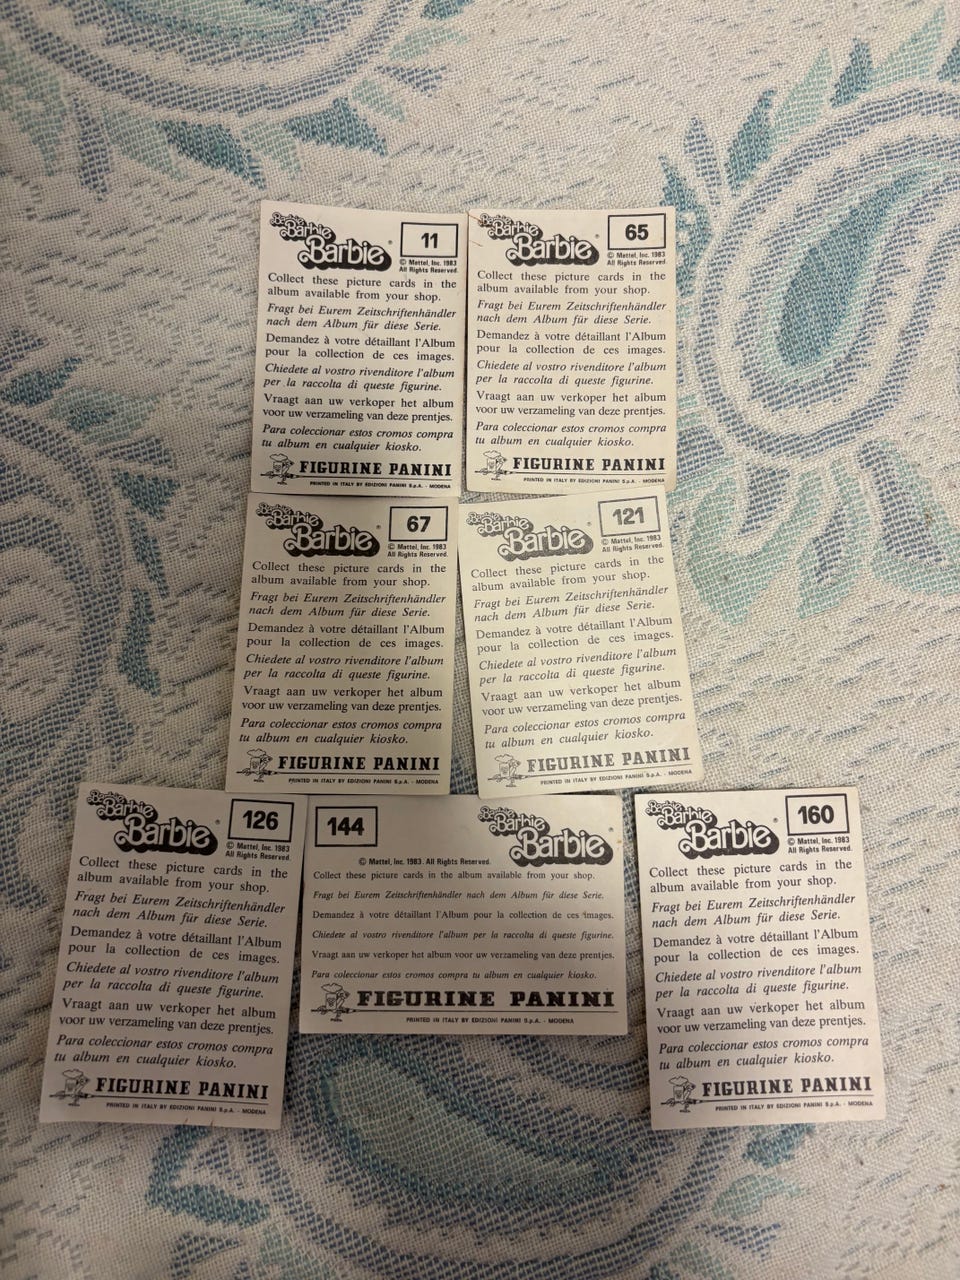 Barbie Barbie Barbie ® 11
© Mattel, Inc. 1983
All Rights Reserved.
Collect these picture cards in the
album available from your shop.
Fragt bei Eurem Zeitschriftenhändler
nach dem Album für diese Serie.
Demandez à votre détaillant l'Album
pour la collection de ces images.
Chiedete al vostro rivenditore l'album
per la raccolta di queste figurine.
Vraagt aan uw verkoper het album
voor uw verzameling van deze prentjes.
Para coleccionar estos cromos compra
tu album en cualquier kiosko.
FIGURINE PANINI
PRINTED IN ITALY BY EDIZIONI PANINI S.p.A. - MODENA
Barbie Barbie Barbie ® 65
© Mattel, Inc. 1983
All Rights Reserved.
Collect these picture cards in the
album available from your shop.
Fragt bei Eurem Zeitschriftenhändler
nach dem Album für diese Serie.
Demandez à votre détaillant l'Album
pour la collection de ces images.
Chiedete al vostro rivenditore l'album
per la raccolta di queste figurine.
Vraagt aan uw verkoper het album
voor uw verzameling van deze prentjes.
Para coleccionar estos cromos compra
tu album en cualquier kiosko.
FIGURINE PANINI
PRINTED IN ITALY BY EDIZIONI PANINI S.p.A. - MODENA
Barbie Barbie Barbie ® 67
© Mattel, Inc. 1983
All Rights Reserved.
Collect these picture cards in the
album available from your shop.
Fragt bei Eurem Zeitschriftenhändler
nach dem Album für diese Serie.
Demandez à votre détaillant l'Album
pour la collection de ces images.
Chiedete al vostro rivenditore l'album
per la raccolta di queste figurine.
Vraagt aan uw verkoper het album
voor uw verzameling van deze prentjes.
Para coleccionar estos cromos compra
tu album en cualquier kiosko.
FIGURINE PANINI
PRINTED IN ITALY BY EDIZIONI PANINI S.p.A. - MODENA
Barbie Barbie Barbie ® 121
© Mattel, Inc. 1983
All Rights Reserved.
Collect these picture cards in the
album available from your shop.
Fragt bei Eurem Zeitschriftenhändler
nach dem Album für diese Serie.
Demandez à votre détaillant l'Album
pour la collection de ces images.
Chiedete al vostro rivenditore l'album
per la raccolta di queste figurine.
Vraagt aan uw verkoper het album
voor uw verzameling van deze prentjes.
Para coleccionar estos cromos compra
tu album en cualquier kiosko.
FIGURINE PANINI
PRINTED IN ITALY BY EDIZIONI PANINI S.p.A. - MODENA
Barbie Barbie Barbie ® 126
© Mattel, Inc. 1983
All Rights Reserved.
Collect these picture cards in the
album available from your shop.
Fragt bei Eurem Zeitschriftenhändler
nach dem Album für diese Serie.
Demandez à votre détaillant l'Album
pour la collection de ces images.
Chiedete al vostro rivenditore l'album
per la raccolta di queste figurine.
Vraagt aan uw verkoper het album
voor uw verzameling van deze prentjes.
Para coleccionar estos cromos compra
tu album en cualquier kiosko.
FIGURINE PANINI
PRINTED IN ITALY BY EDIZIONI PANINI S.p.A. - MODENA
144 Barbie Barbie Barbie ®
© Mattel, Inc. 1983. All Rights Reserved.
Collect these picture cards in the album available from your shop.
Fragt bei Eurem Zeitschriftenhändler nach dem Album für diese Serie.
Demandez à votre détaillant l'Album pour la collection de ces images.
Chiedete al vostro rivenditore l'album per la raccolta di queste figurine.
Vraagt aan uw verkoper het album voor uw verzameling van deze prentjes.
Para coleccionar estos cromos compra tu album en cualquier kiosko.
FIGURINE PANINI
PRINTED IN ITALY BY EDIZIONI PANINI S.p.A. - MODENA
Barbie Barbie Barbie ® 160
© Mattel, Inc. 1983
All Rights Reserved.
Collect these picture cards in the
album available from your shop.
Fragt bei Eurem Zeitschriftenhändler
nach dem Album für diese Serie.
Demandez à votre détaillant l'Album
pour la collection de ces images.
Chiedete al vostro rivenditore l'album
per la raccolta di queste figurine.
Vraagt aan uw verkoper het album
voor uw verzameling van deze prentjes.
Para coleccionar estos cromos compra
tu album en cualquier kiosko.
FIGURINE PANINI
PRINTED IN ITALY BY EDIZIONI PANINI S.p.A. - MODENA